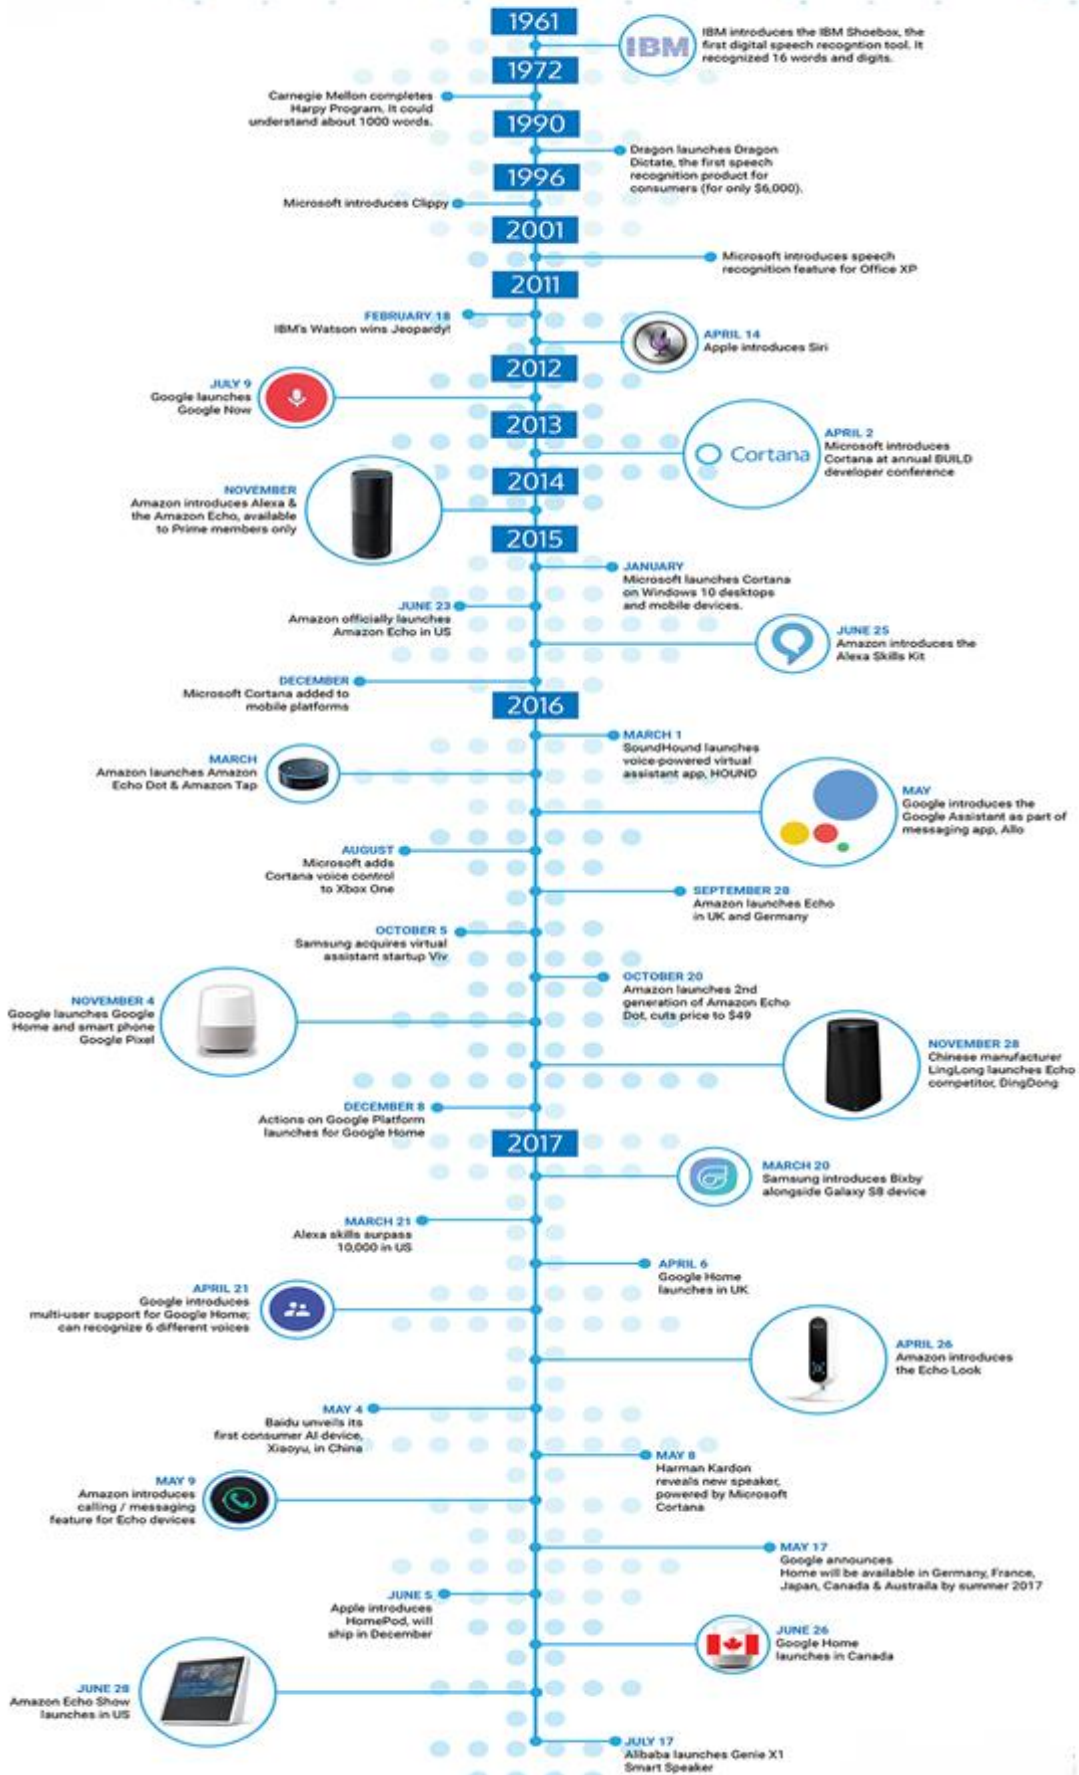 1961
IBM
IBM introduces the IBM Shoebox, the
first digital speech recogntion tool. It
recognized 16 words and digits.
1972
Carnegie Mellon completes
Harpy Program. It could
understand about 1000 words.
1990
Dragon launches Dragon
Dictate, the first speech
recognition product for
consumers (for only $6,000).
1996
Microsoft introduces Clippy
2001
Microsoft introduces speech
recognition feature for Office XP
2011
FEBRUARY 18
IBM's Watson wins Jeopardy!
APRIL 14
Apple introduces Siri
2012
JULY 9
Google launches
Google Now
2013
Cortana
APRIL 2
Microsoft introduces
Cortana at annual BUILD
developer conference
2014
NOVEMBER
Amazon introduces Alexa &
the Amazon Echo, available
to Prime members only
2015
JANUARY
Microsoft launches Cortana
on Windows 10 desktops
and mobile devices.
JUNE 23
Amazon officially launches
Amazon Echo in US
JUNE 25
Amazon introduces the
Alexa Skills Kit
DECEMBER
Microsoft Cortana added to
mobile platforms
2016
MARCH 1
SoundHound launches
voice-powered virtual
assistant app, HOUND
MARCH
Amazon launches Amazon
Echo Dot & Amazon Tap
MAY
Google introduces the
Google Assistant as part of
messaging app, Allo
AUGUST
Microsoft adds
Cortana voice control
to Xbox One
SEPTEMBER 28
Amazon launches Echo
in UK and Germany
OCTOBER 5
Samsung acquires virtual
assistant startup Viv
OCTOBER 20
Amazon launches 2nd
generation of Amazon Echo
Dot, cuts price to $49
NOVEMBER 4
Google launches Google
Home and smart phone
Google Pixel
NOVEMBER 28
Chinese manufacturer
LingLong launches Echo
competitor, DingDong
DECEMBER 8
Actions on Google Platform
launches for Google Home
2017
MARCH 20
Samsung introduces Bixby
alongside Galaxy S8 device
MARCH 21
Alexa skills surpass
10,000 in US
APRIL 6
Google Home
launches in UK
APRIL 21
Google introduces
multi-user support for Google Home;
can recognize 6 different voices
APRIL 26
Amazon introduces
the Echo Look
MAY 4
Baidu unveils its
first consumer AI device,
Xiaoyu, in China
MAY 8
Harman Kardon
reveals new speaker,
powered by Microsoft
Cortana
MAY 9
Amazon introduces
calling / messaging
feature for Echo devices
MAY 17
Google announces
Home will be available in Germany, France,
Japan, Canada & Austraila by summer 2017
JUNE 5
Apple introduces
HomePod, will
ship in December
JUNE 26
Google Home
launches in Canada
JUNE 28
Amazon Echo Show
launches in US
JULY 17
Alibaba launches Genie X1
Smart Speaker